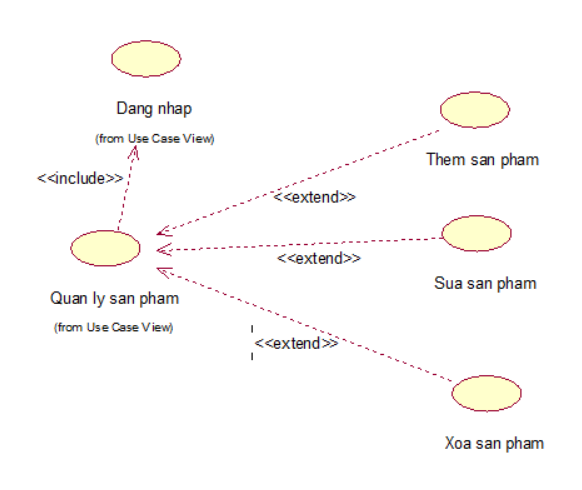 Dang nhap
(from Use Case View)
Them san pham
<<include>>
<<extend>>
<<extend>>
Sua san pham
Quan ly san pham
(from Use Case View)
<<extend>>
Xoa san pham